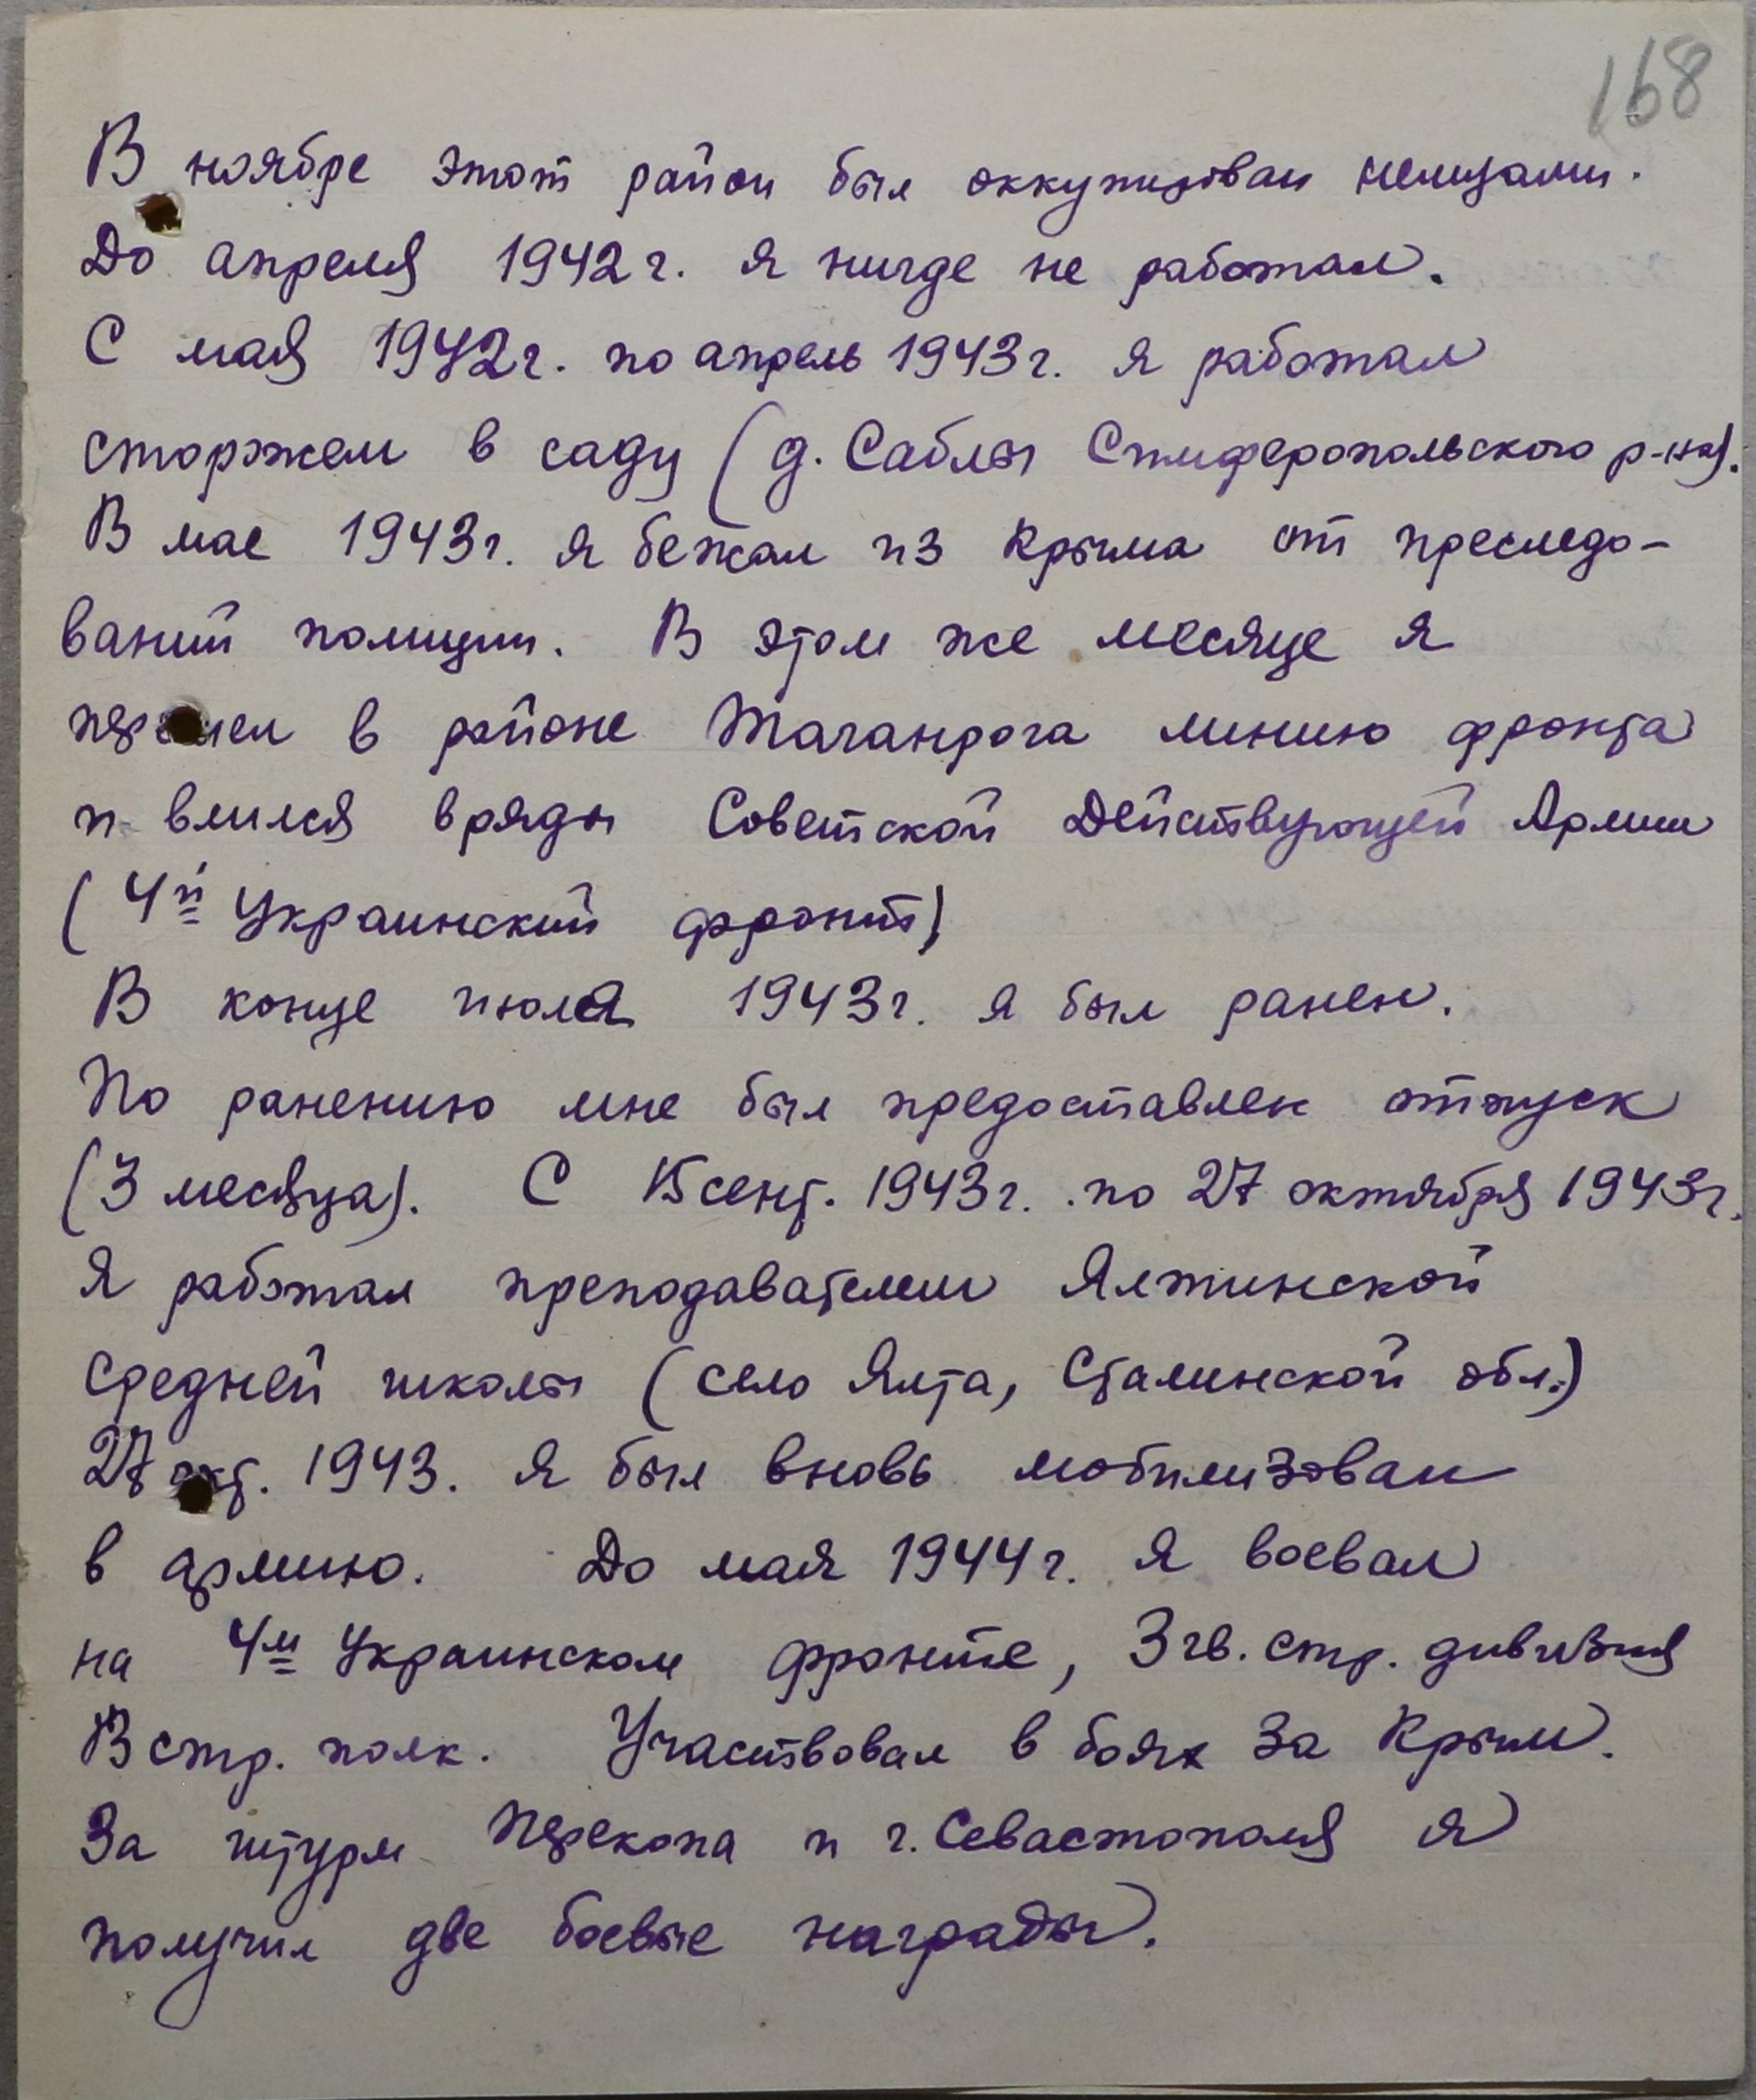 168
В ноябре этот район был оккупирован немцами.
До апреля 1942 г. я нигде не работал.
С мая 1942 г. по апрель 1943 г. я работал
сторожем в саду (д. Саблы Симферопольского р-на).
В мае 1943 г. я бежал из Крыма от преследо-
ваний полиции. В этом же месяце я
перешел в районе Таганрога линию фронта
и влился в ряды Советской Действующей Армии
(4й Украинский фронт)
В конце июля 1943 г. я был ранен.
По ранению мне был предоставлен отпуск
(3 месяца). С 15 сент. 1943 г. по 27 октября 1943 г.
я работал преподавателем Ялтинской
средней школы (село Ялта, Сталинской обл.)
27 окт. 1943. я был вновь мобилизован
в армию. До мая 1944 г. я воевал
на 4м Украинском фронте, 3 гв. стр. дивизия
13 стр. полк. Участвовал в боях за Крым.
За штурм Перекопа и г. Севастополя я
получил две боевые награды.